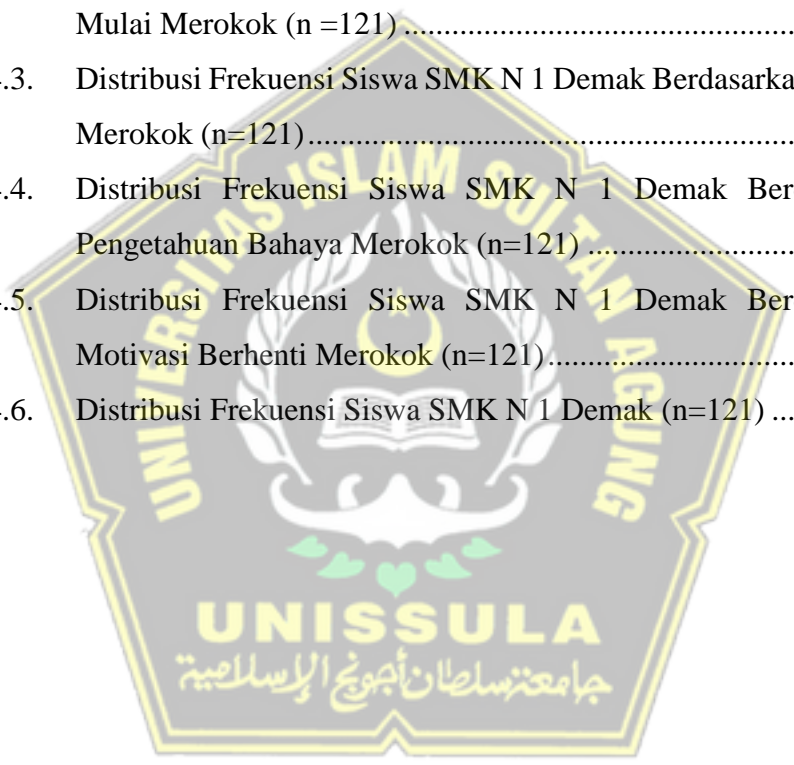 Mulai Merokok (n =121) ................................................
.3. Distribusi Frekuensi Siswa SMK N 1 Demak Berdasarka
Merokok (n=121)............................................................
.4. Distribusi Frekuensi Siswa SMK N 1 Demak Ber
Pengetahuan Bahaya Merokok (n=121) .........................
.5. Distribusi Frekuensi Siswa SMK N 1 Demak Ber
Motivasi Berhenti Merokok (n=121)..............................
.6. Distribusi Frekuensi Siswa SMK N 1 Demak (n=121) ...
UNIVERSITAS ISLAM SULTAN AGUNG
UNISSULA
جامعة سلطان أجونج الإسلامية